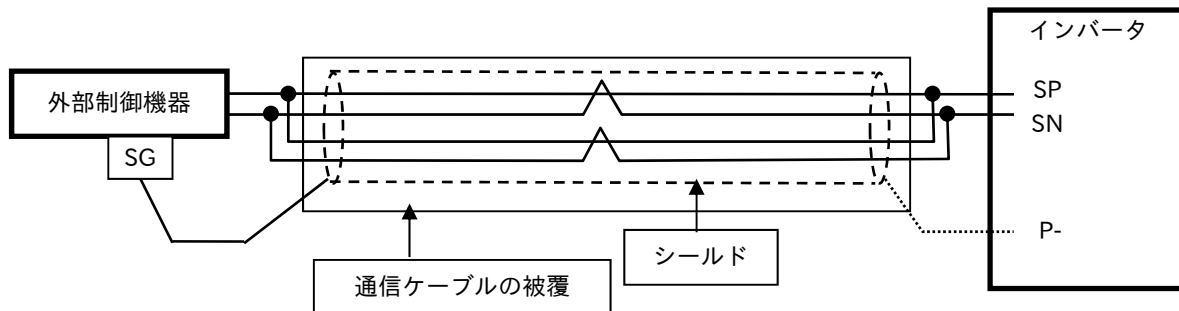 インバータ
外部制御機器
SP
SN
SG
P-
シールド
通信ケーブルの被覆